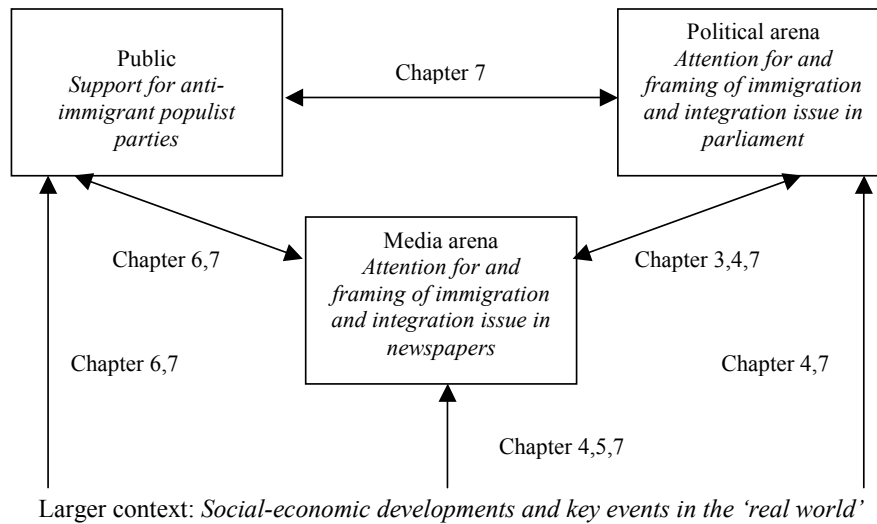 Public
Support for anti-
immigrant populist
parties
Chapter 7
Political arena
Attention for and
framing of immigration
and integration issue in
parliament
Chapter 6,7
Media arena
Attention for and
framing of immigration
and integration issue in
newspapers
Chapter 3,4,7
Chapter 6,7
Chapter 4,7
Chapter 4,5,7
Larger context: Social-economic developments and key events in the ‘real world’